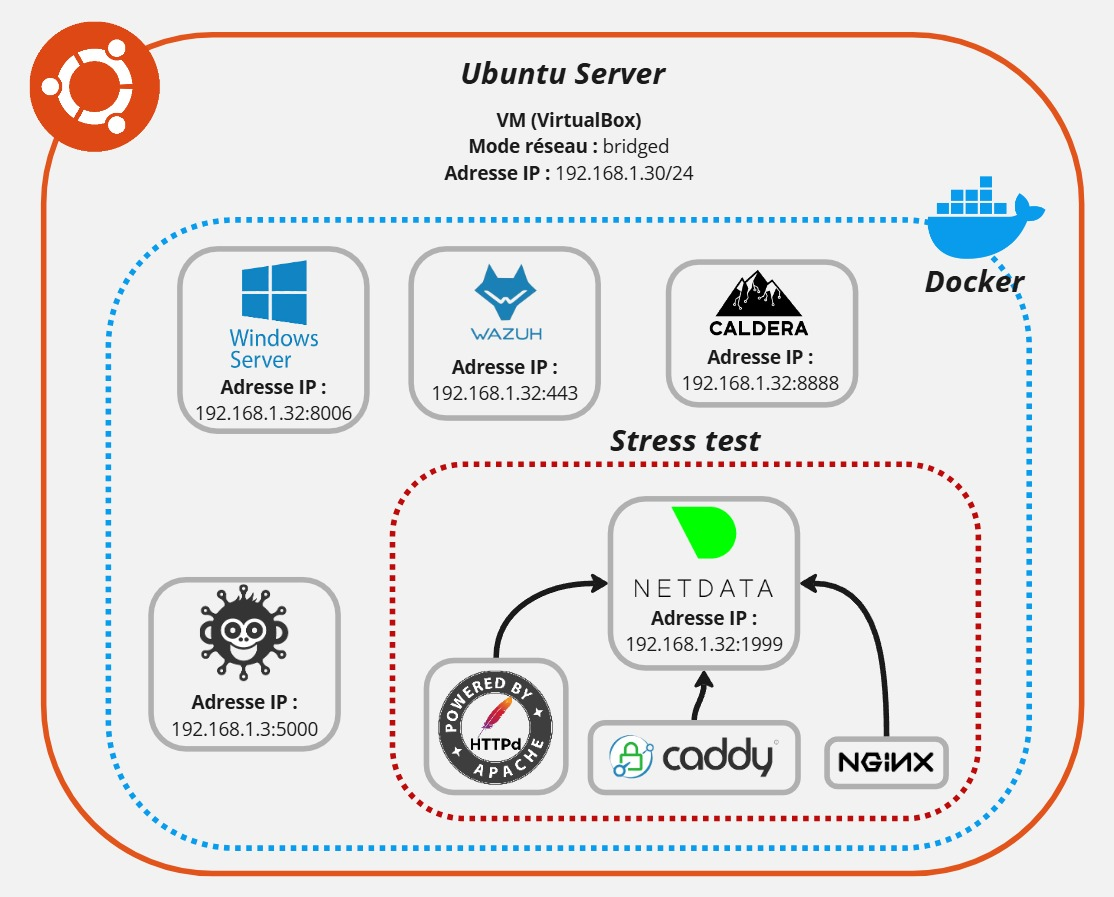 Ubuntu Server
VM (VirtualBox)
Mode réseau : bridged
Adresse IP : 192.168.1.30/24
Docker
Windows
Server
Adresse IP :
192.168.1.32:8006
WAZUH
Adresse IP :
192.168.1.32:443
CALDERA
Adresse IP :
192.168.1.32:8888
Stress test
NETDATA
Adresse IP :
192.168.1.32:1999
Adresse IP :
192.168.1.3:5000
POWERED BY
HTTPd
APACHE
caddy
NGINX